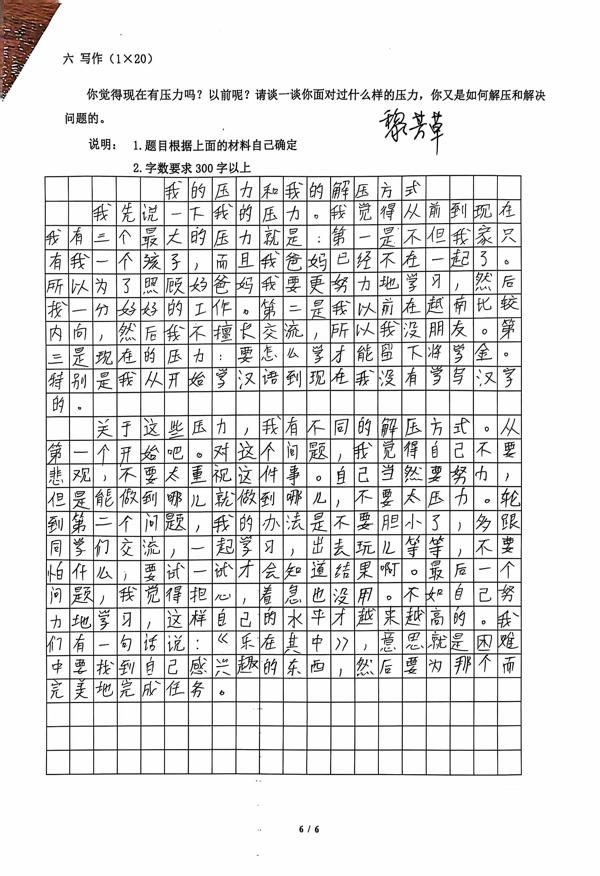 六 写作（1×20）
你觉得现在有压力吗？以前呢？请谈一谈你面对过什么样的压力，你又是如何解压和解决
问题的。
黎芳草
说明： 1.题目根据上面的材料自己确定
2.字数要求 300 字以上
我的压力和我的解压方式
我先说一下我的压力。我觉得从前到现在
我有三个最大的压力就是：第一是不但我家只
有我一个孩子，而且我爸妈已经不在一起了。
所以为了照顾好爸妈我要更努力地学习，然后
我一分好好的工作。第二是我以前在越南比较
内向，然后我不擅长交流，所以我没朋友。第
三是现在的压力：要怎么学才能留下将学金。
特别是我从开始学汉语到现在我没有学写汉字
的。
关于这些压力，我有不同的解压方式。从
第一个开始吧。对这个问题，我觉得自己不要
悲观，不要太重视这件事。自己当然要努力，
但是能做到哪儿就做到哪儿，不要太压力。轮
到第二个问题，我的办法是不要胆小了，多跟
同学们交流，一起学习，出去玩儿等等，不要
怕什么，要试一试才会知道结果啊。最后一个
问题，我觉得担心，着急也没用。不如自己努
力地学习，这样自己的水平才越来越高的。我
们有一句话说：《乐在其中》，意思就是困难
中要找到自己感兴趣的东西，然后要为那个而
完美地完成任务。
6 / 6